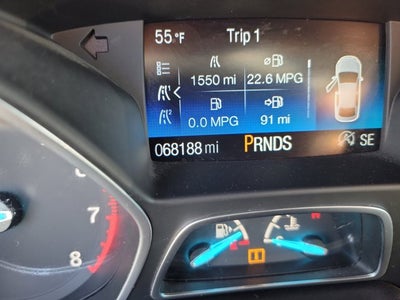 55 °F Trip 1
1550 mi 22.6 MPG
2
0.0 MPG 91 mi
068188 mi PRNDS SE
7
8